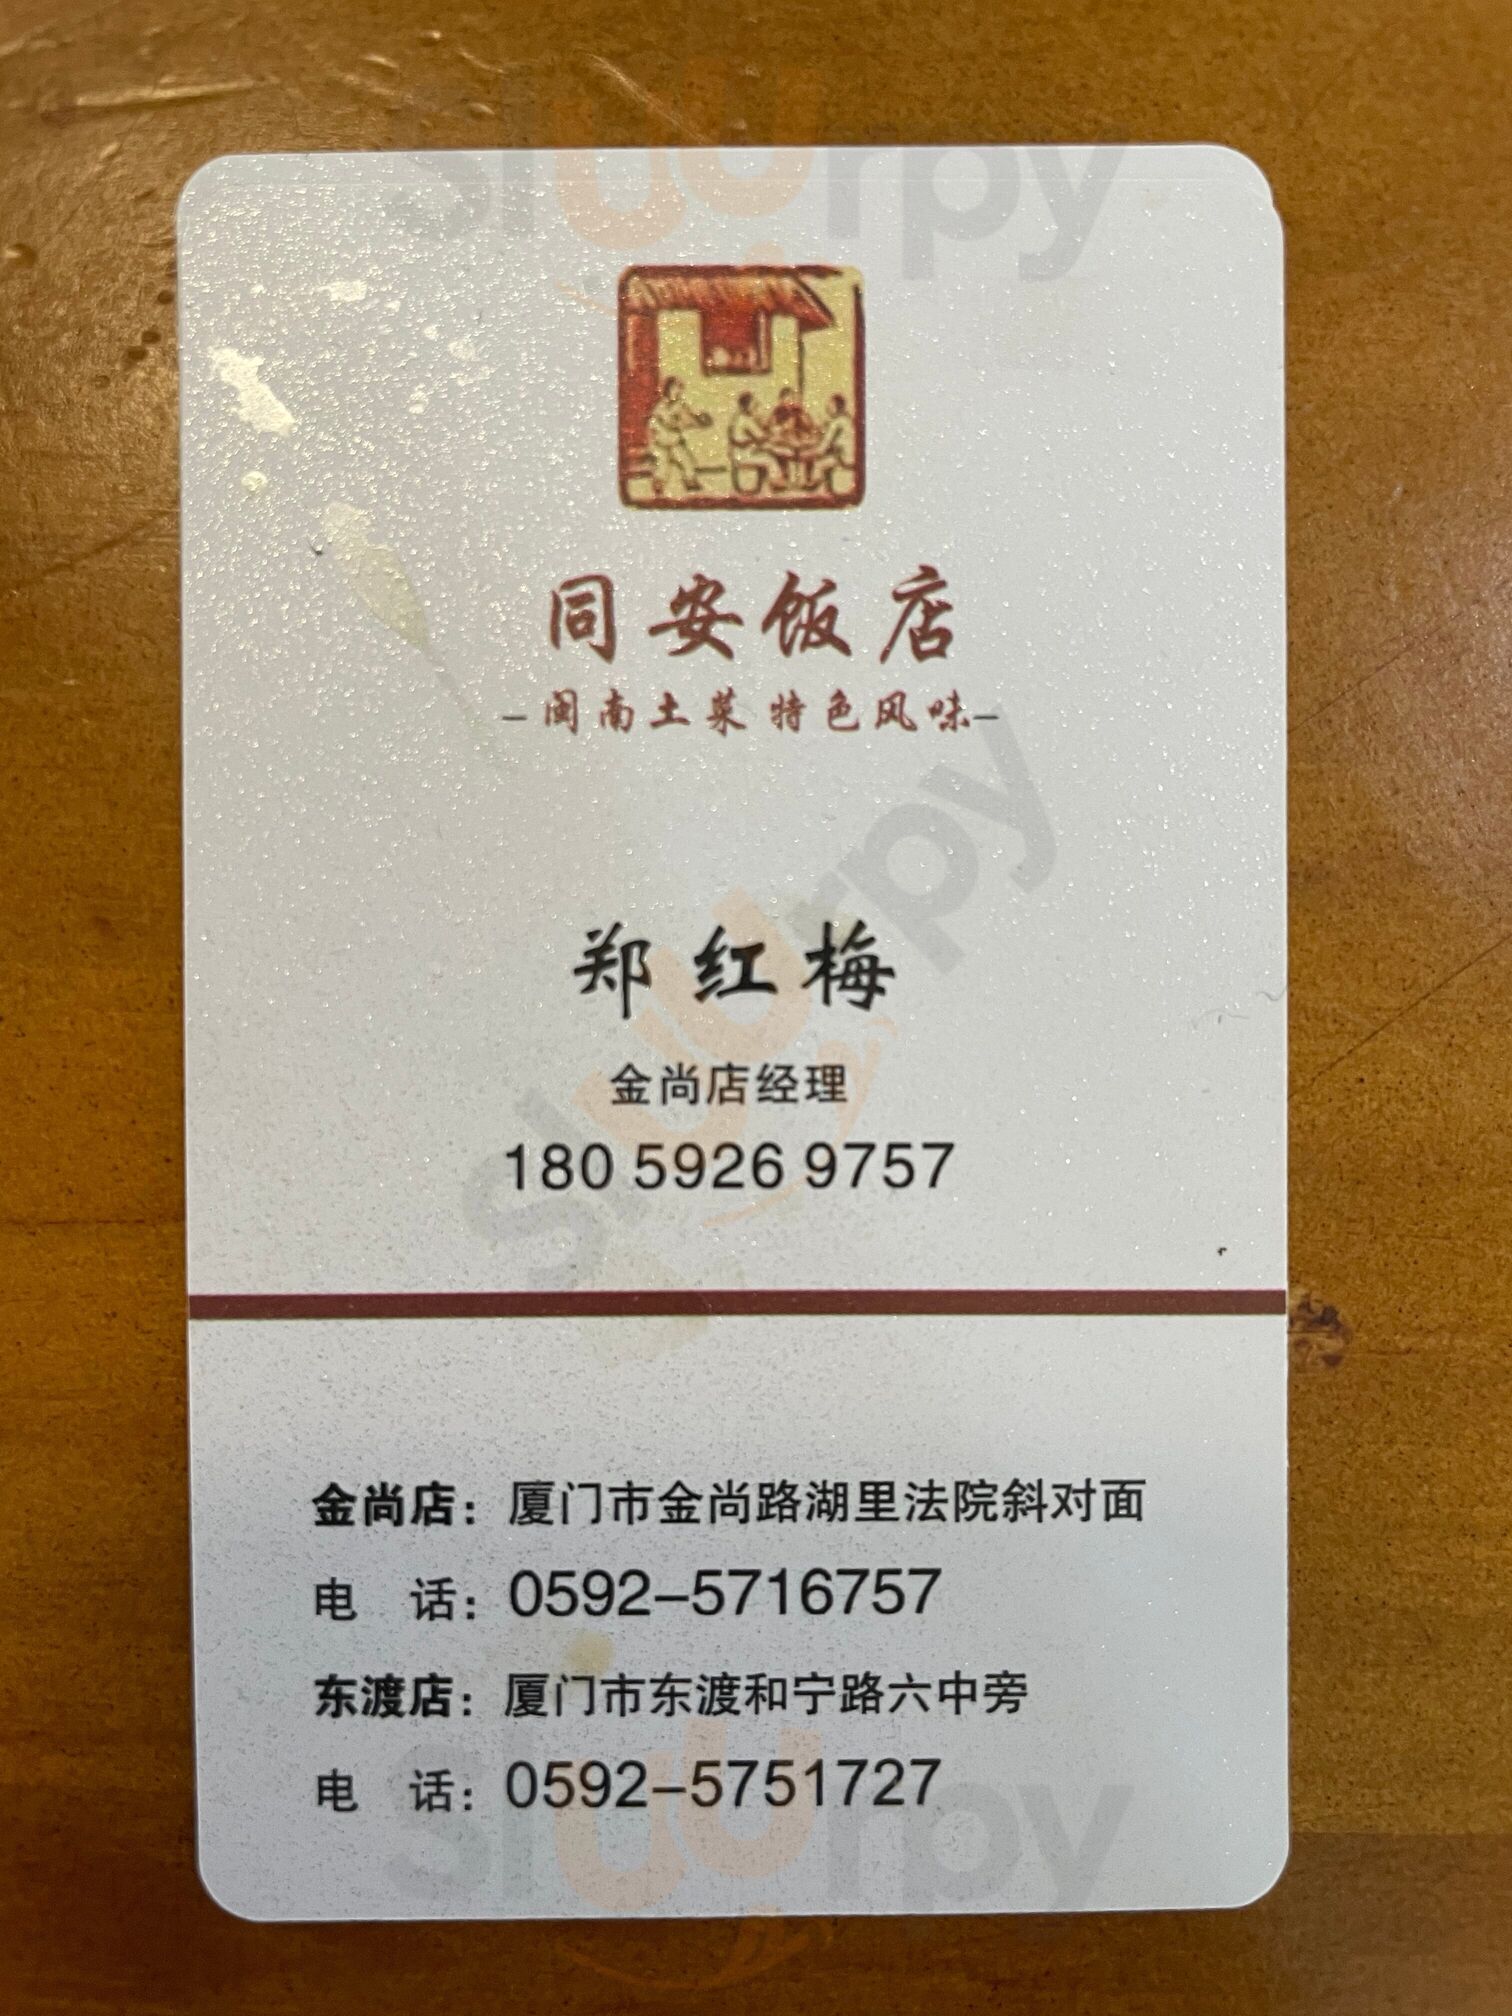 同安饭店
–闽南土菜 特色风味–
郑红梅
金尚店经理
180 5926 9757
金尚店：厦门市金尚路湖里法院斜对面
电　话：0592–5716757
东渡店：厦门市东渡和宁路六中旁
电　话：0592–5751727
sluurpy
sluurpy
sluurpy